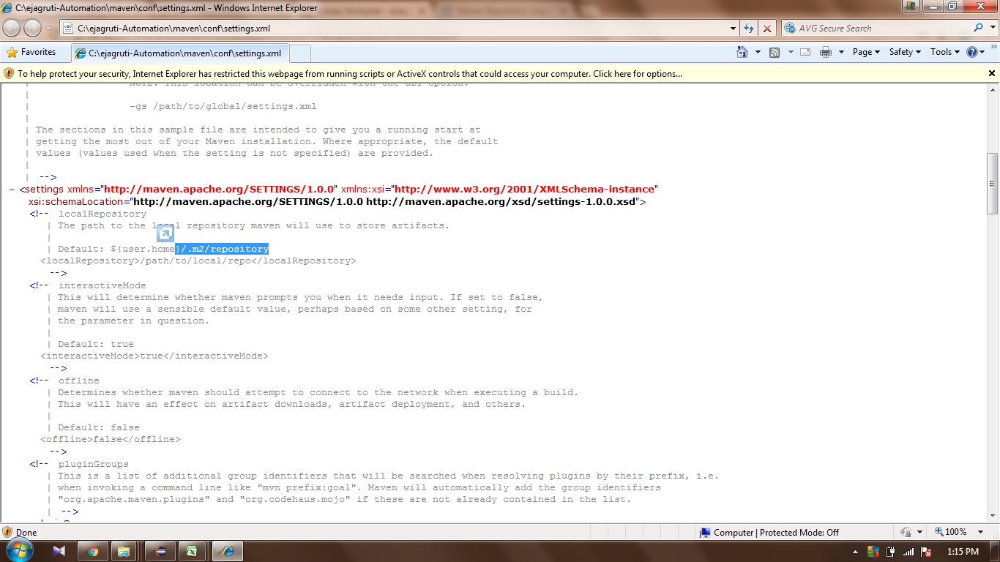 C:\ejagruti-Automation\maven\conf\settings.xml - Windows Internet Explorer
C:\ejagruti-Automation\maven\conf\settings.xml
AVG Secure Search
Favorites
C:\ejagruti-Automation\maven\conf\settings.xml
Page Safety Tools
To help protect your security, Internet Explorer has restricted this webpage from running scripts or ActiveX controls that could access your computer. Click here for options...
NOTE: This location can be overridden with the CLI option:
|
| -gs /path/to/global/settings.xml
|
| The sections in this sample file are intended to give you a running start at
| getting the most out of your Maven installation. Where appropriate, the default
| values (values used when the setting is not specified) are provided.
|
| -->
- <settings xmlns="http://maven.apache.org/SETTINGS/1.0.0" xmlns:xsi="http://www.w3.org/2001/XMLSchema-instance"
xsi:schemaLocation="http://maven.apache.org/SETTINGS/1.0.0 http://maven.apache.org/xsd/settings-1.0.0.xsd">
<!-- localRepository
| The path to the local repository maven will use to store artifacts.
|
| Default: ${user.home}/.m2/repository
<localRepository>/path/to/local/repo</localRepository>
-->
<!-- interactiveMode
| This will determine whether maven prompts you when it needs input. If set to false,
| maven will use a sensible default value, perhaps based on some other setting, for
| the parameter in question.
|
| Default: true
<interactiveMode>true</interactiveMode>
-->
<!-- offline
| Determines whether maven should attempt to connect to the network when executing a build.
| This will have an effect on artifact downloads, artifact deployment, and others.
|
| Default: false
<offline>false</offline>
-->
<!-- pluginGroups
| This is a list of additional group identifiers that will be searched when resolving plugins by their prefix, i.e.
| when invoking a command line like "mvn prefix:goal". Maven will automatically add the group identifiers
| "org.apache.maven.plugins" and "org.codehaus.mojo" if these are not already contained in the list.
| -->
Done
Computer | Protected Mode: Off
100%
1:15 PM